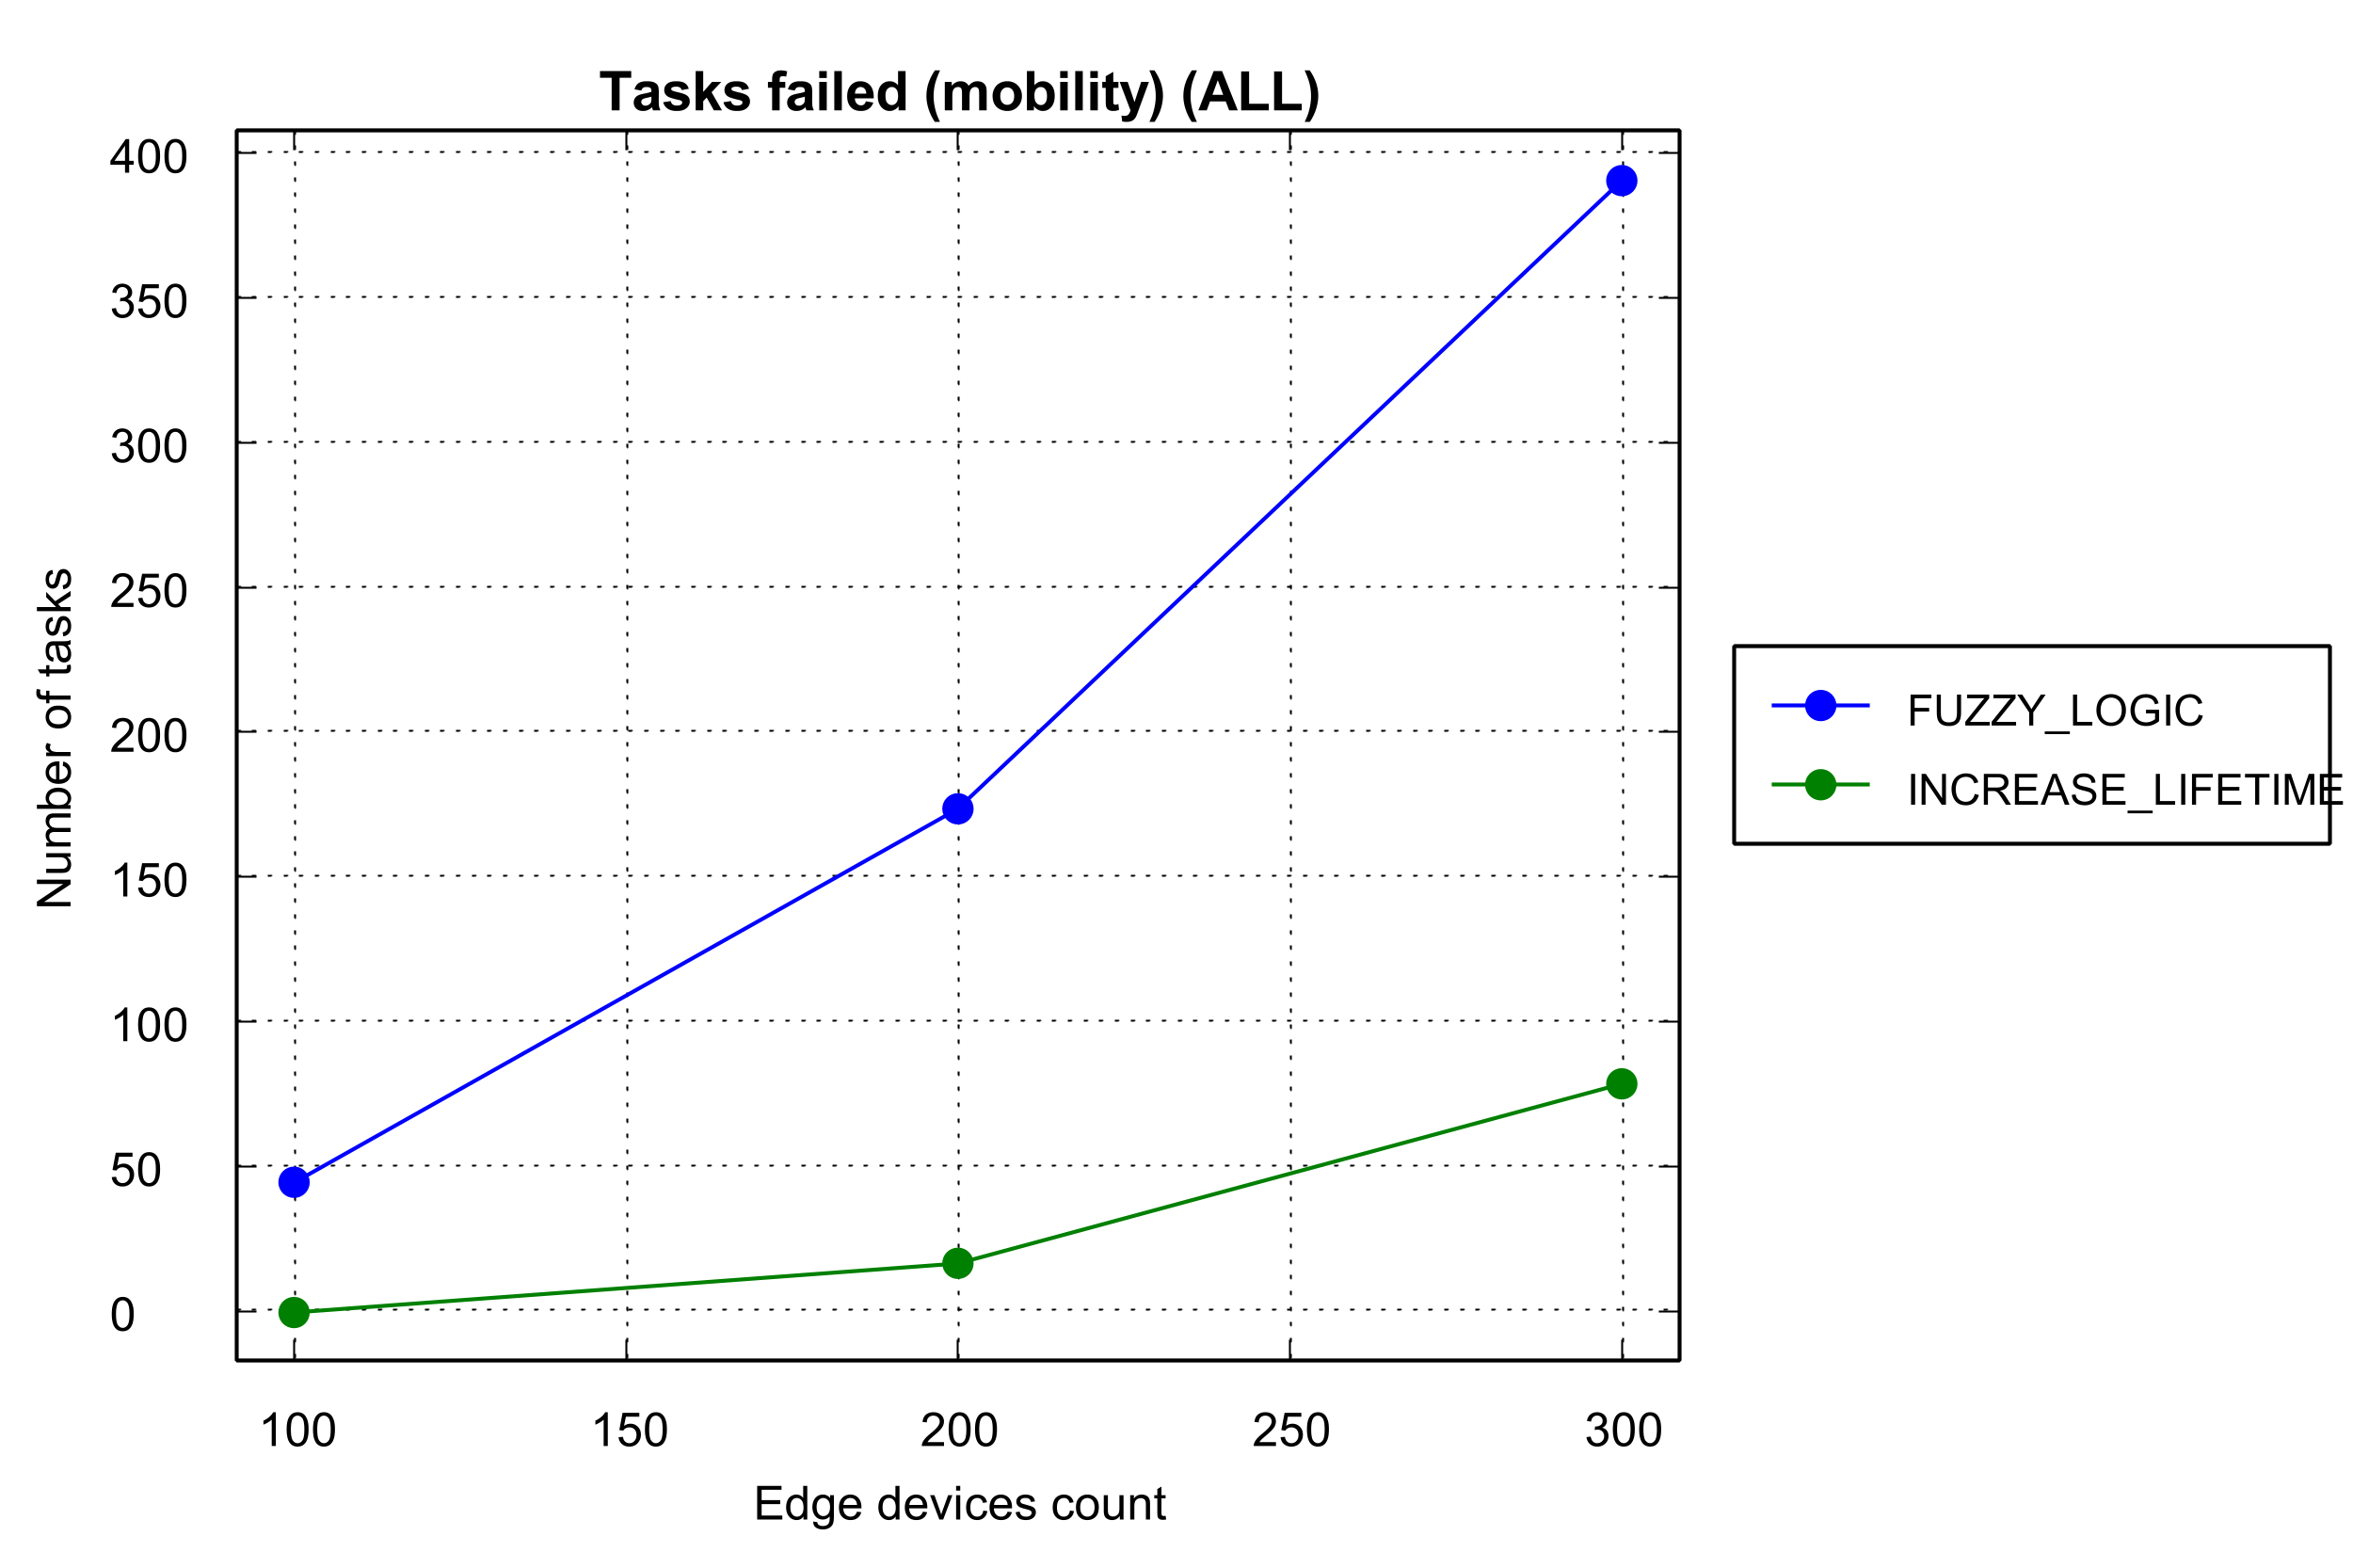 Tasks failed (mobility) (ALL)
400
350
300
250
200
150
100
50
0
Number of tasks
100 150 200 250 300
Edge devices count
FUZZY_LOGIC
INCREASE_LIFETIME